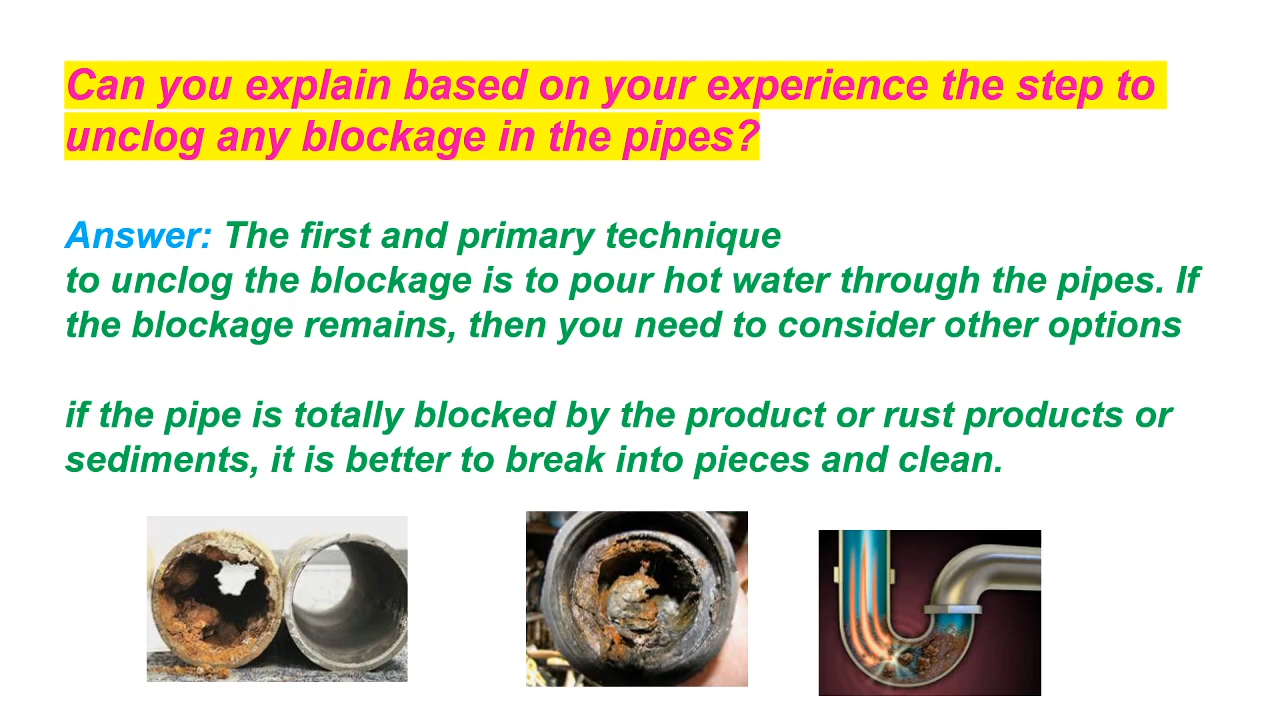 Can you explain based on your experience the step to
unclog any blockage in the pipes?
Answer: The first and primary technique
to unclog the blockage is to pour hot water through the pipes. If
the blockage remains, then you need to consider other options
if the pipe is totally blocked by the product or rust products or
sediments, it is better to break into pieces and clean.